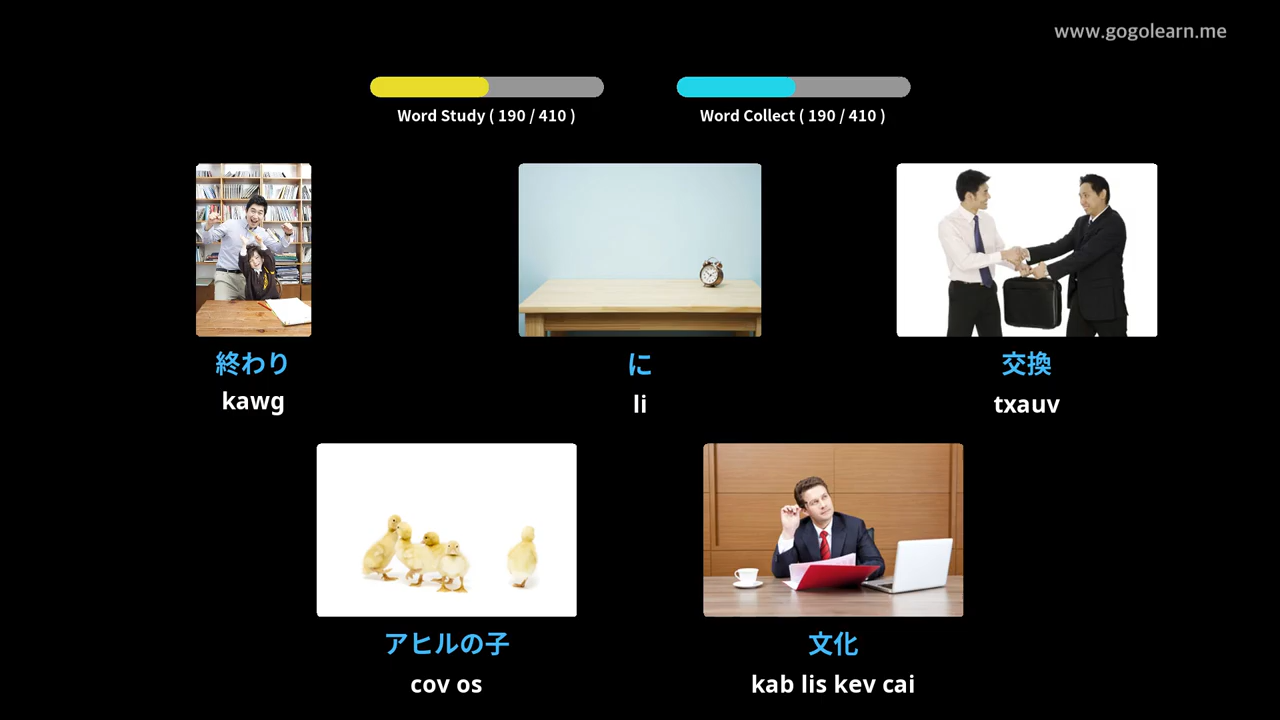 www.gogolearn.me
Word Study ( 190 / 410 )
Word Collect ( 190 / 410 )
終わり
kawg
に
li
交換
txauv
アヒルの子
cov os
文化
kab lis kev cai